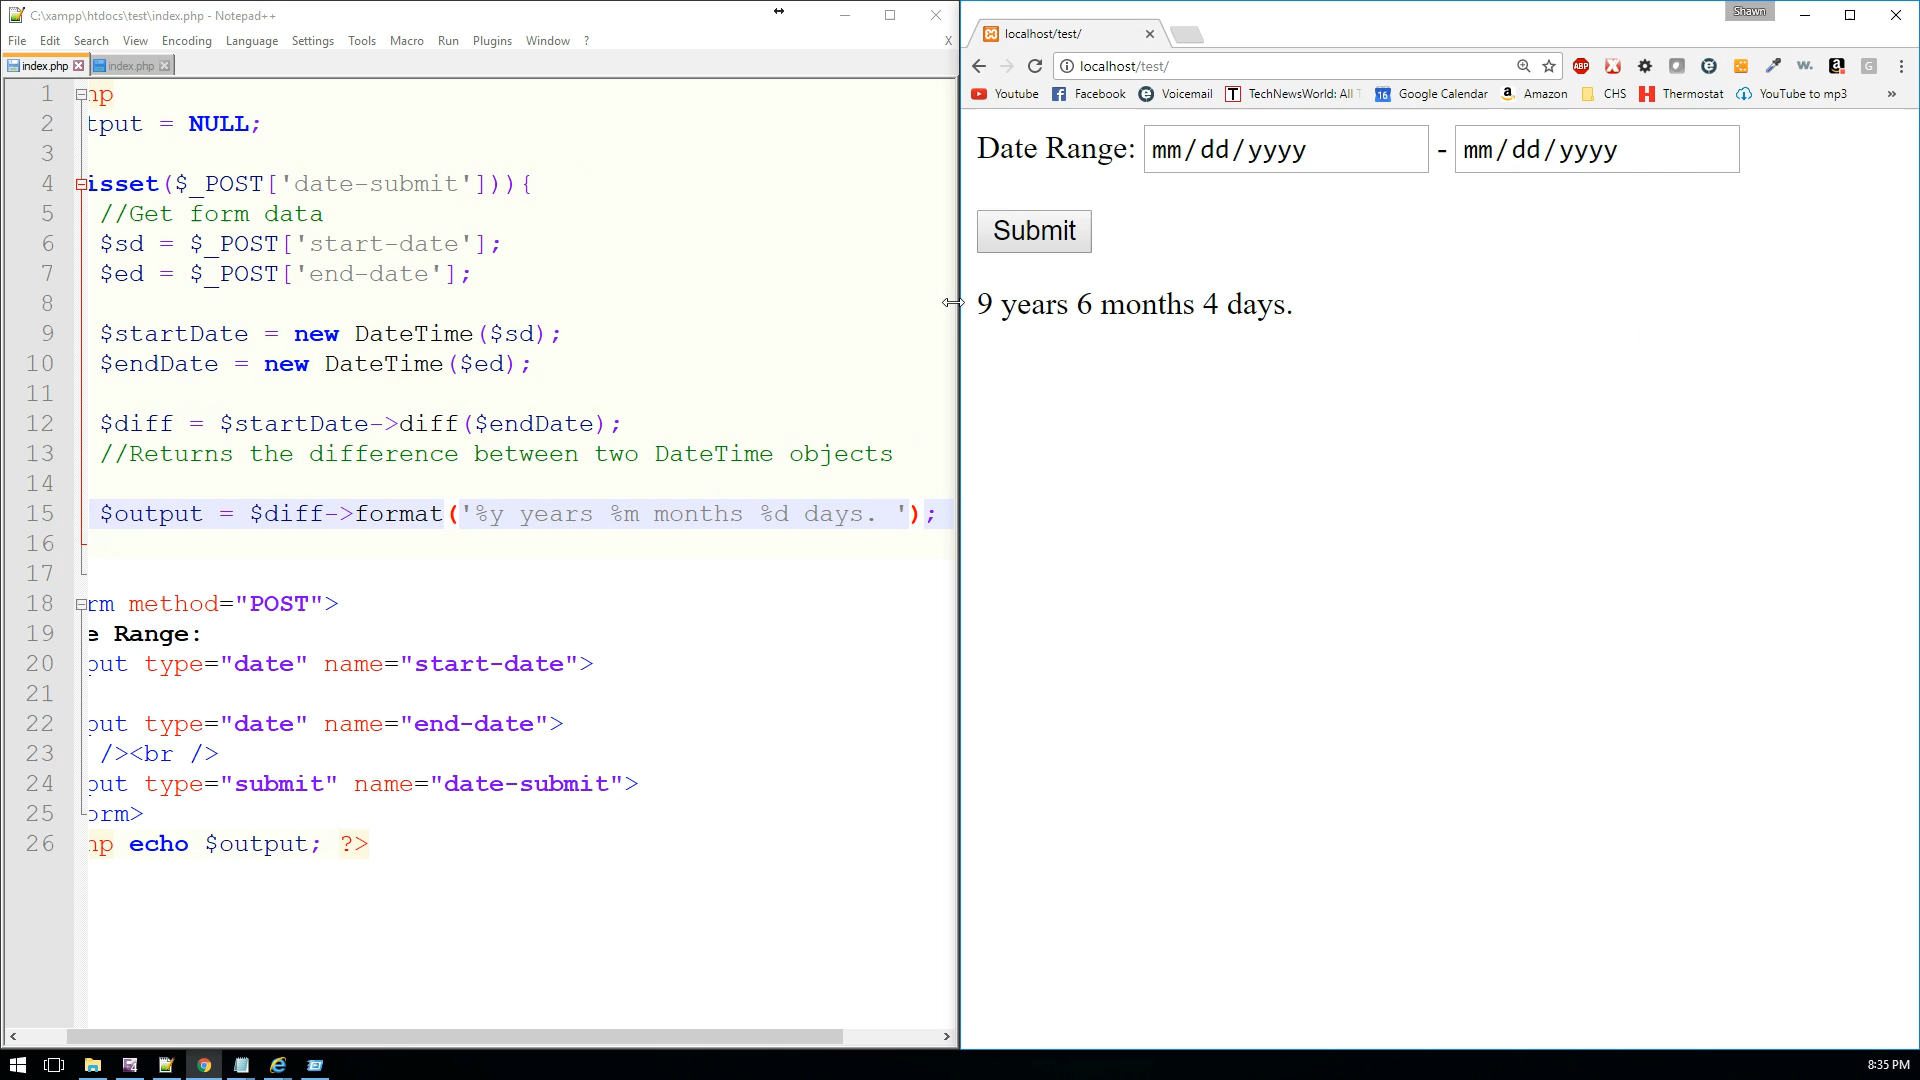 C:\xampp\htdocs\test\index.php - Notepad++
File Edit Search View Encoding Language Settings Tools Macro Run Plugins Window ? X
index.php index.php
1 hp
2 tput = NULL;
3
4 isset($_POST['date-submit'])){
5 //Get form data
6 $sd = $_POST['start-date'];
7 $ed = $_POST['end-date'];
8
9 $startDate = new DateTime($sd);
10 $endDate = new DateTime($ed);
11
12 $diff = $startDate->diff($endDate);
13 //Returns the difference between two DateTime objects
14
15 $output = $diff->format('%y years %m months %d days. ');
16
17
18 rm method="POST">
19 e Range:
20 put type="date" name="start-date">
21
22 put type="date" name="end-date">
23 /><br />
24 put type="submit" name="date-submit">
25 orm>
26 hp echo $output; ?>
Shawn
localhost/test/
localhost/test/
Youtube Facebook Voicemail TechNewsWorld: All Google Calendar Amazon CHS Thermostat YouTube to mp3 »
Date Range: mm/dd/yyyy - mm/dd/yyyy
Submit
9 years 6 months 4 days.
8:35 PM